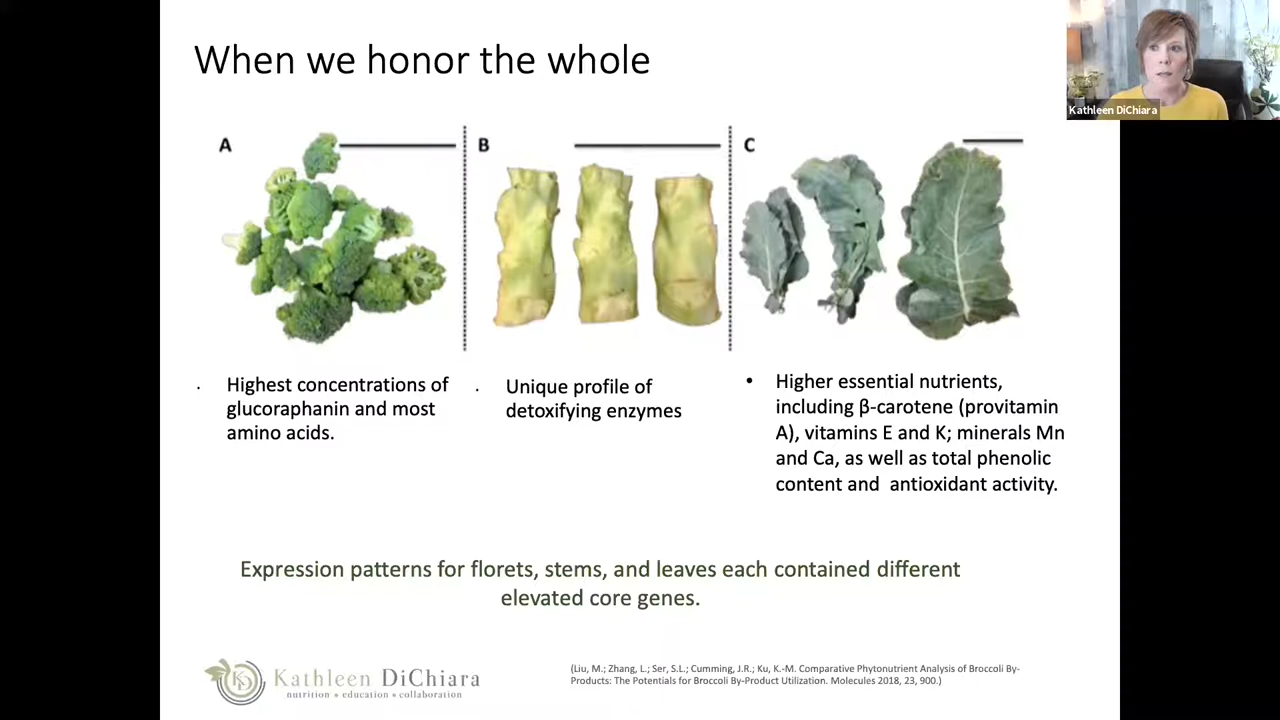 When we honor the whole
Kathleen DiChiara
A
B
C
. Highest concentrations of
glucoraphanin and most
amino acids.
. Unique profile of
detoxifying enzymes
• Higher essential nutrients,
including β-carotene (provitamin
A), vitamins E and K; minerals Mn
and Ca, as well as total phenolic
content and  antioxidant activity.
Expression patterns for florets, stems, and leaves each contained different
elevated core genes.
KD
Kathleen DiChiara
nutrition • education • collaboration
(Liu, M.; Zhang, L.; Ser, S.L.; Cumming, J.R.; Ku, K.-M. Comparative Phytonutrient Analysis of Broccoli By-
Products: The Potentials for Broccoli By-Product Utilization. Molecules 2018, 23, 900.)